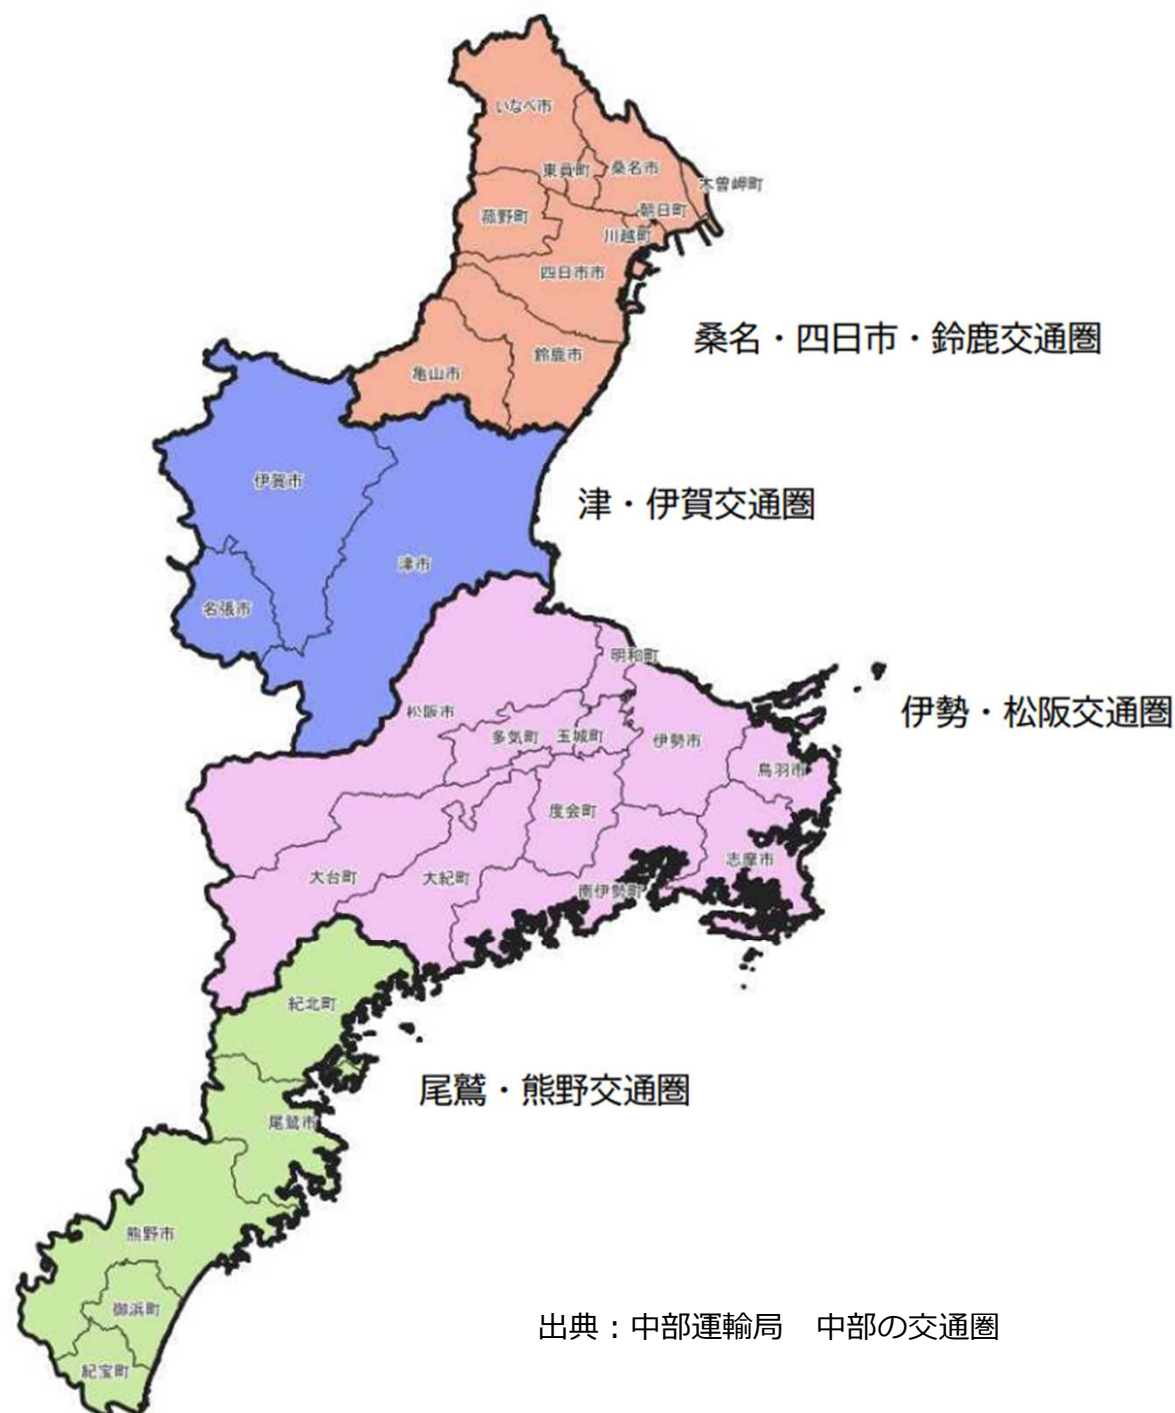 いなべ市
東員町
桑名市
木曽岬町
菰野町
朝日町
川越町
四日市市
桑名・四日市・鈴鹿交通圏
鈴鹿市
亀山市
伊賀市
津・伊賀交通圏
津市
名張市
明和町
松阪市
伊勢・松阪交通圏
多気町
玉城町
伊勢市
鳥羽市
度会町
志摩市
大台町
大紀町
南伊勢町
紀北町
尾鷲・熊野交通圏
尾鷲市
熊野市
御浜町
出典：中部運輸局　中部の交通圏
紀宝町